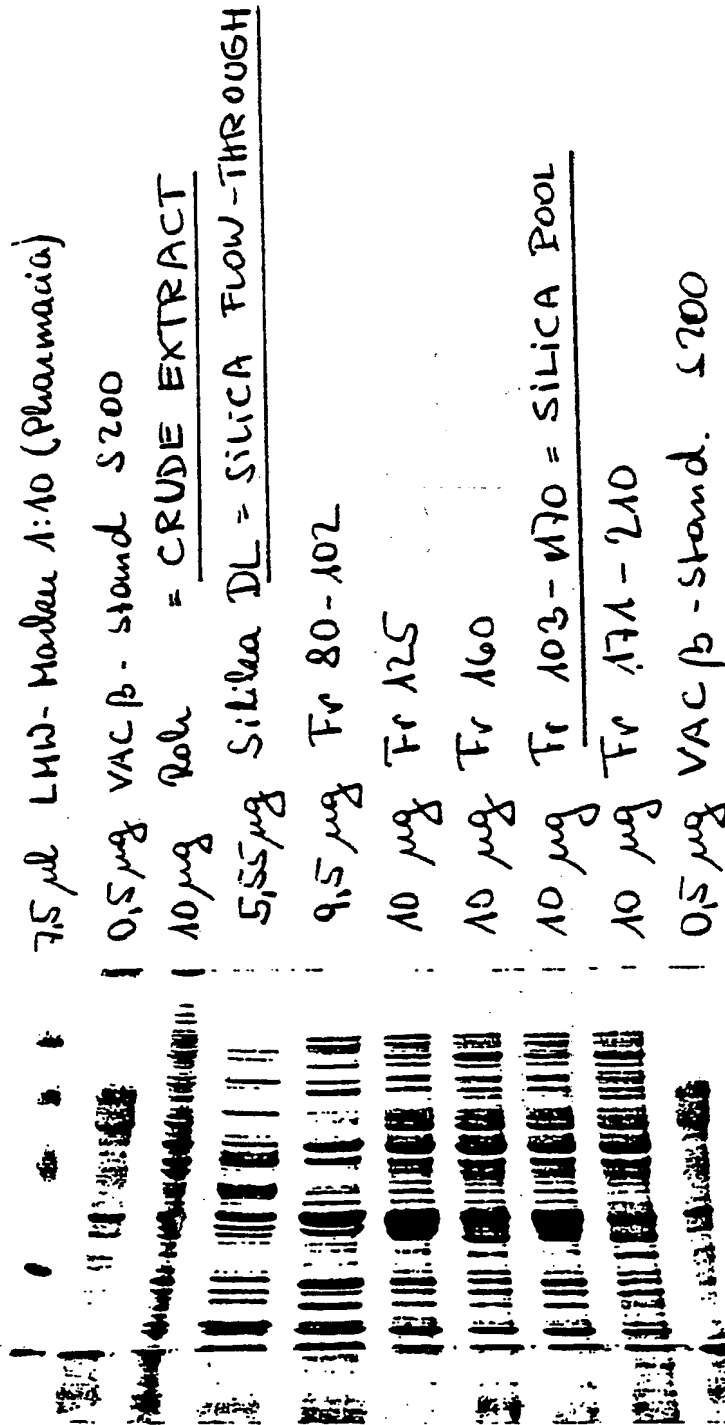 7,5 µl LMW-Marker 1:10 (Pharmacia)
0,5 µg VAC β - Stand S200
10 µg Roh = CRUDE EXTRACT
5,55 µg Silika DL = SILICA FLOW-THROUGH
9,5 µg Fr 80-102
10 µg Fr 125
10 µg Fr 160
10 µg Fr 103-170 = SILICA POOL
10 µg Fr 171-210
0,5 µg VAC β - Stand. S200